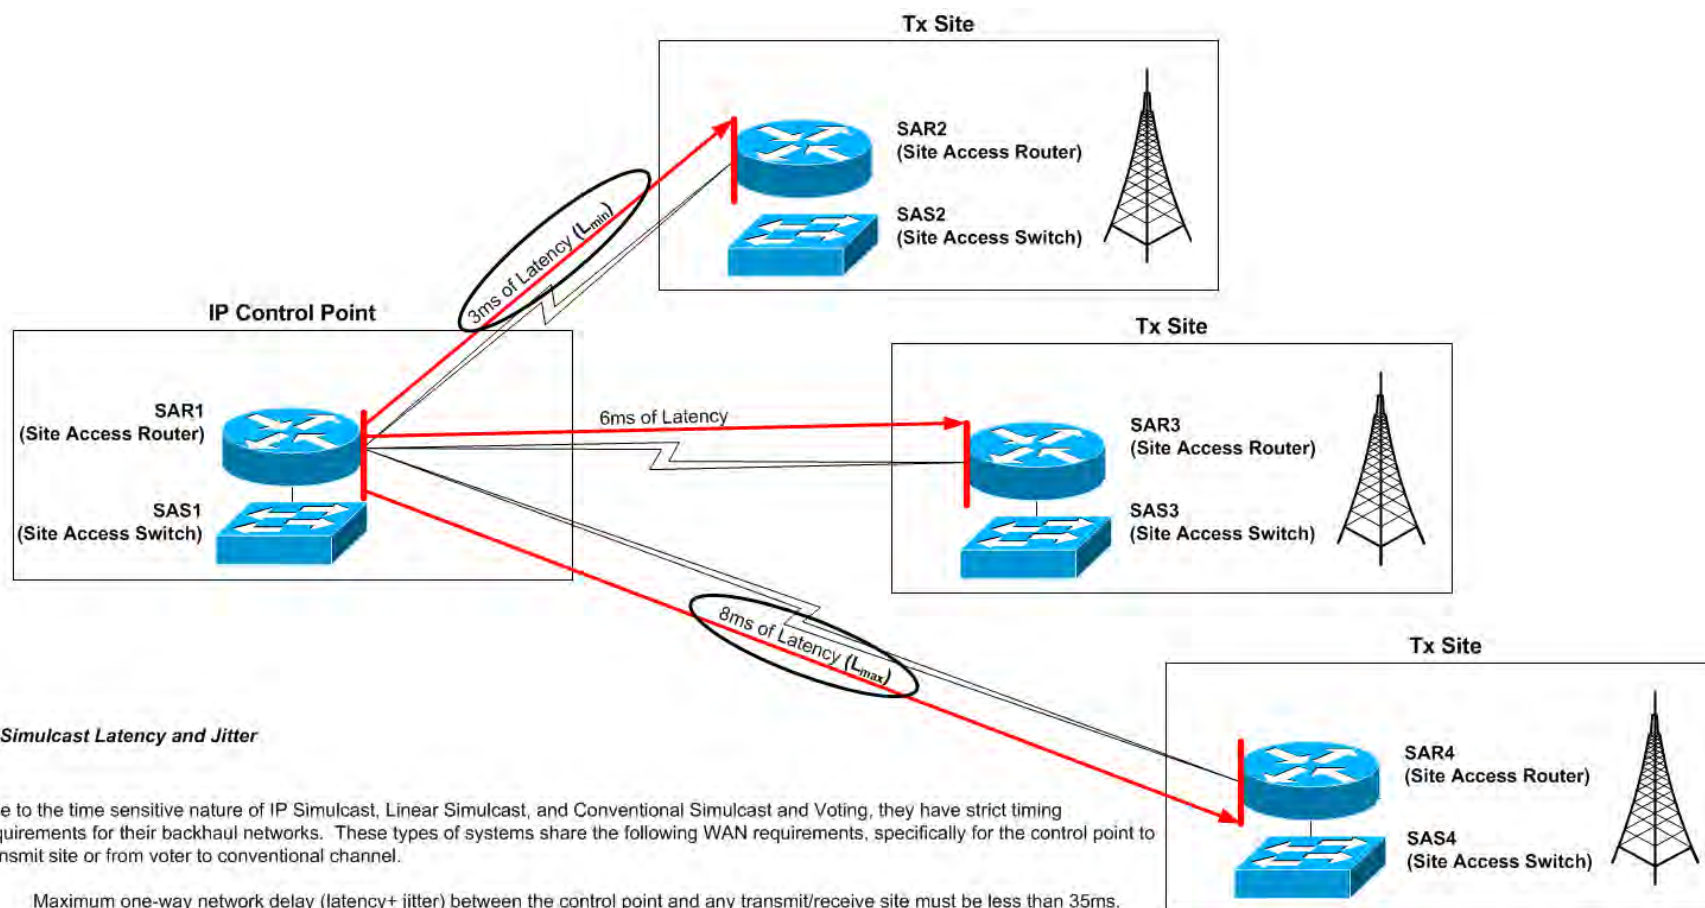 Tx Site
SAR2
(Site Access Router)
SAS2
(Site Access Switch)
3ms of Latency (Lmin)
IP Control Point
Tx Site
SAR1
(Site Access Router)
6ms of Latency
SAR3
(Site Access Router)
SAS1
(Site Access Switch)
SAS3
(Site Access Switch)
8ms of Latency (Lmax)
Tx Site
Simulcast Latency and Jitter
SAR4
(Site Access Router)
e to the time sensitive nature of IP Simulcast, Linear Simulcast, and Conventional Simulcast and Voting, they have strict timing
quirements for their backhaul networks. These types of systems share the following WAN requirements, specifically for the control point to
nsmit site or from voter to conventional channel.
SAS4
(Site Access Switch)
Maximum one-way network delay (latency+ jitter) between the control point and any transmit/receive site must be less than 35ms.